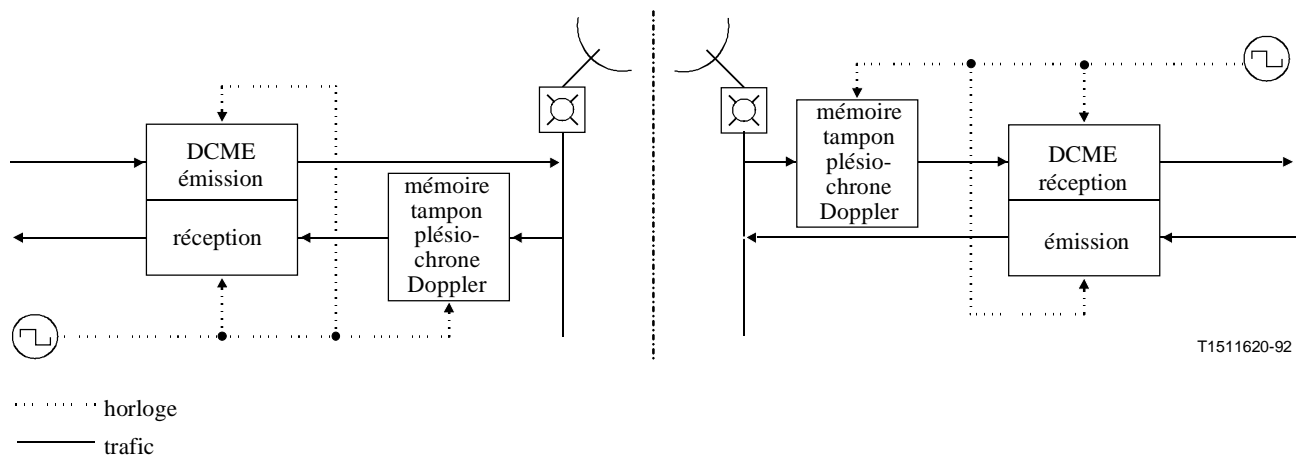 DCME
émission
réception
mémoire
tampon
plésio-
chrone
Doppler
mémoire
tampon
plésio-
chrone
Doppler
DCME
réception
émission
T1511620-92
horloge
trafic